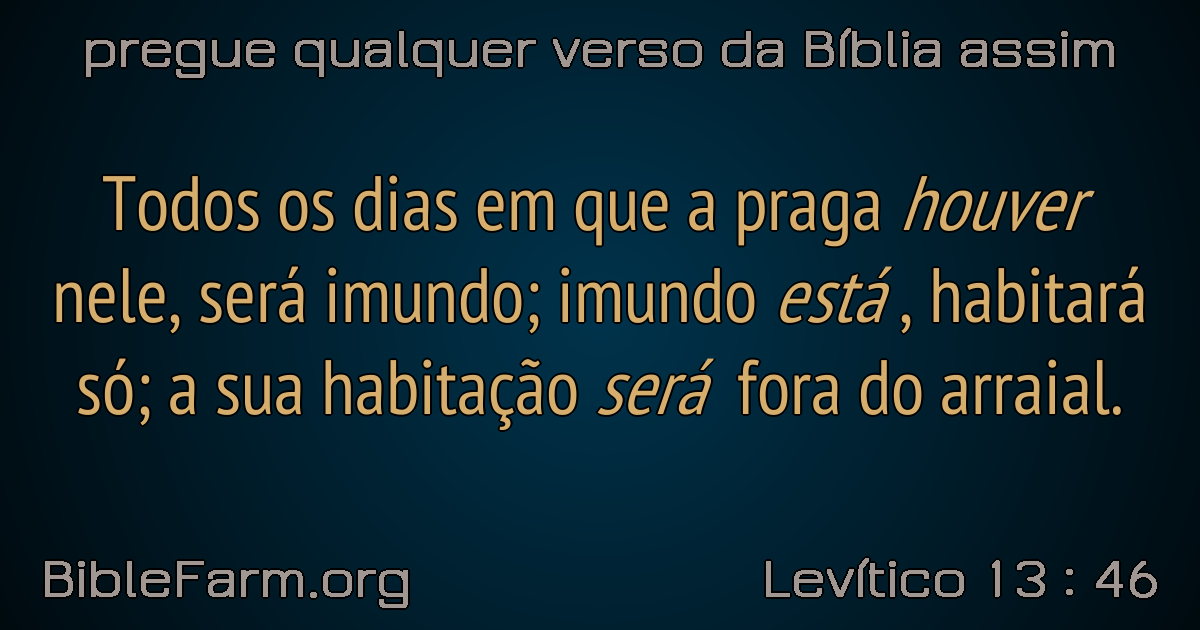 pregue qualquer verso da Bíblia assim
Todos os dias em que a praga houver
nele, será imundo; imundo está , habitará
só; a sua habitação será fora do arraial.
BibleFarm.org
Levítico 13 : 46